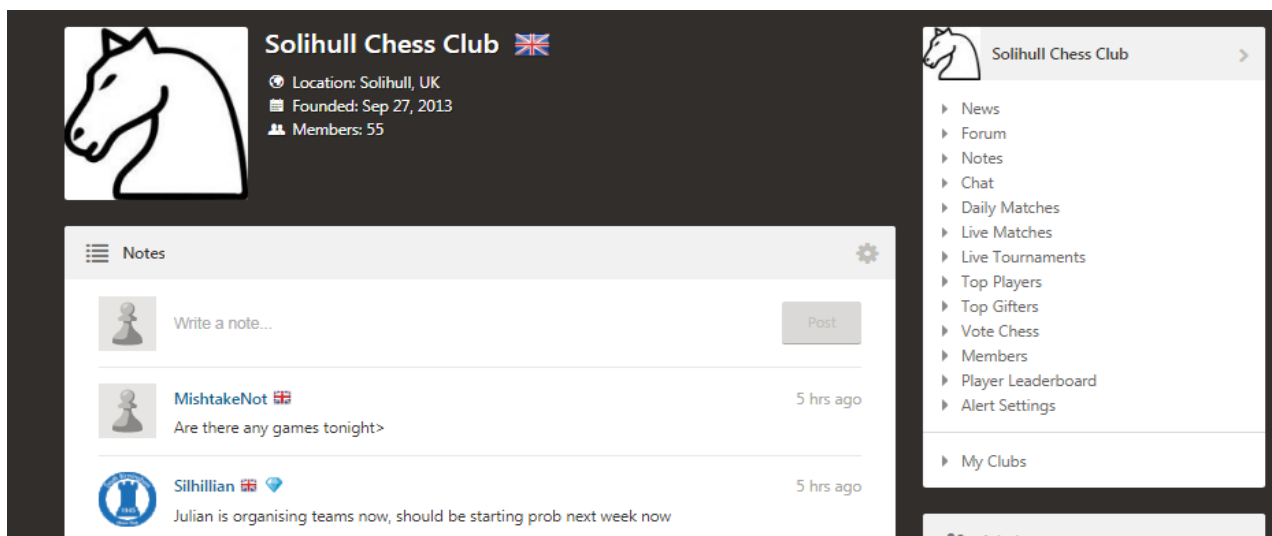 Solihull Chess Club
Location: Solihull, UK
Founded: Sep 27, 2013
Members: 55
Notes
Write a note...
Post
MishtakeNot
5 hrs ago
Are there any games tonight>
Silhillian
5 hrs ago
Julian is organising teams now, should be starting prob next week now
Solihull Chess Club
News
Forum
Notes
Chat
Daily Matches
Live Matches
Live Tournaments
Top Players
Top Gifters
Vote Chess
Members
Player Leaderboard
Alert Settings
My Clubs